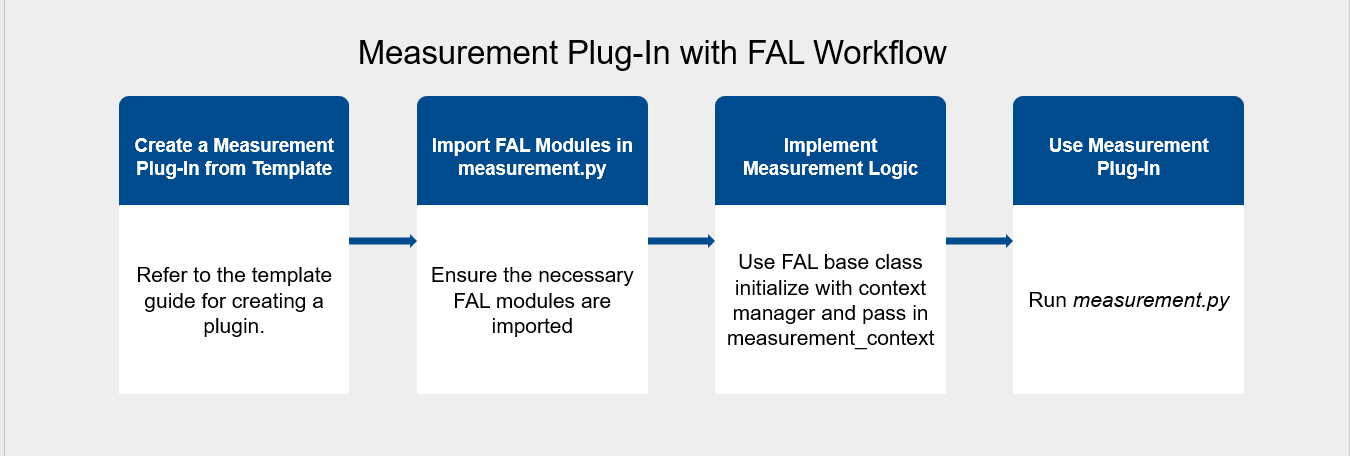 Measurement Plug-In with FAL Workflow
Create a Measurement
Plug-In from Template
Refer to the template
guide for creating a
plugin.
Import FAL Modules in
measurement.py
Ensure the necessary
FAL modules are
imported
Implement
Measurement Logic
Use FAL base class
initialize with context
manager and pass in
measurement_context
Use Measurement
Plug-In
Run measurement.py